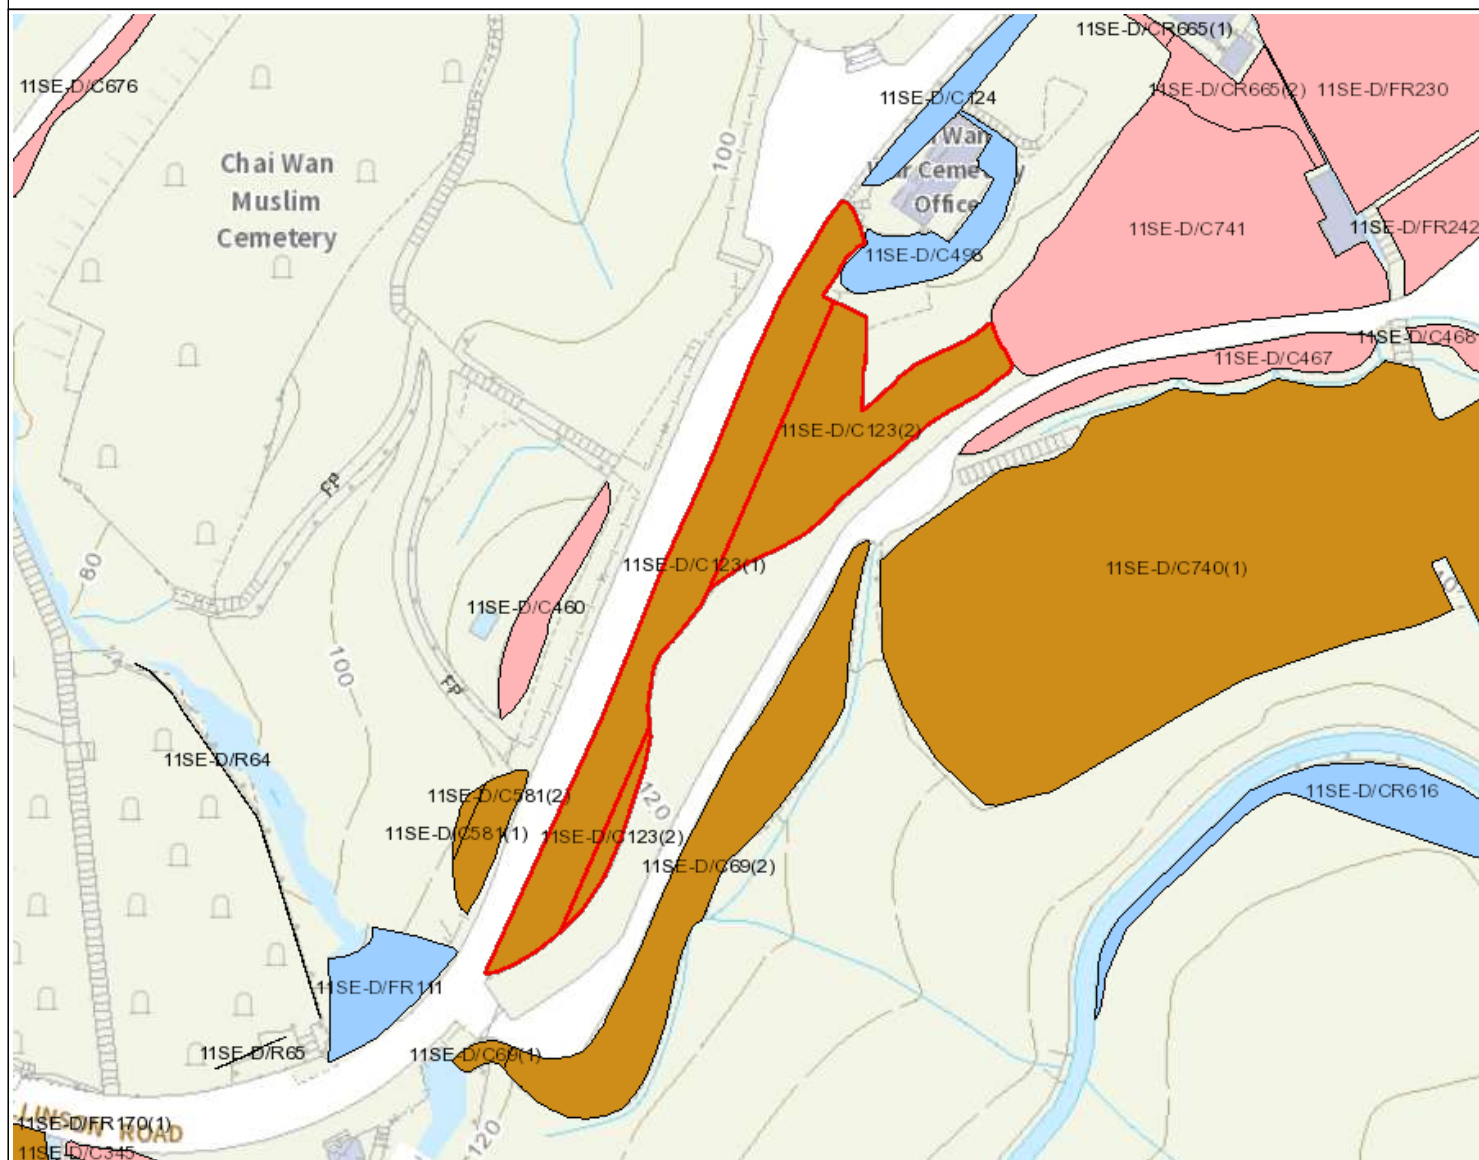 11SE-D/CR665(1)
11SE-D/C676
11SE-D/CR665(2)
11SE-D/FR230
11SE-D/C124
100
Chai Wan
Muslim
Cemetery
Wan
Cemetery
Office
11SE-D/C741
11SE-D/FR242
11SE-D/C498
11SE-D/C468
11SE-D/C467
11SE-D/C123(2)
FP
80
11SE-D/C123(1)
11SE-D/C740(1)
11SE-D/C460
100
FP
11SE-D/R64
11SE-D/C581(2)
120
11SE-D/CR616
11SE-D/C581(1)
11SE-D/C123(2)
11SE-D/C69(2)
11SE-D/FR111
11SE-D/R65
11SE-D/C69(1)
LINSON ROAD
11SE-D/FR170(1)
120
11SE-D/C345